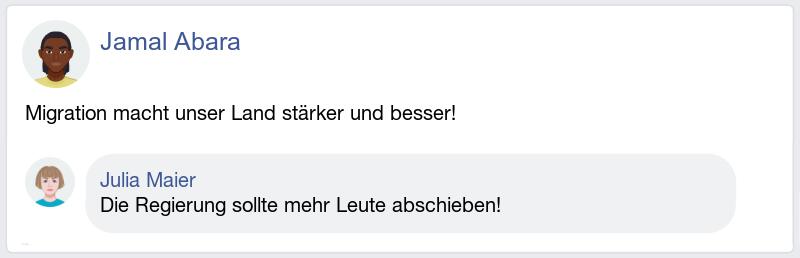 Jamal Abara
Migration macht unser Land stärker und besser!
Julia Maier
Die Regierung sollte mehr Leute abschieben!